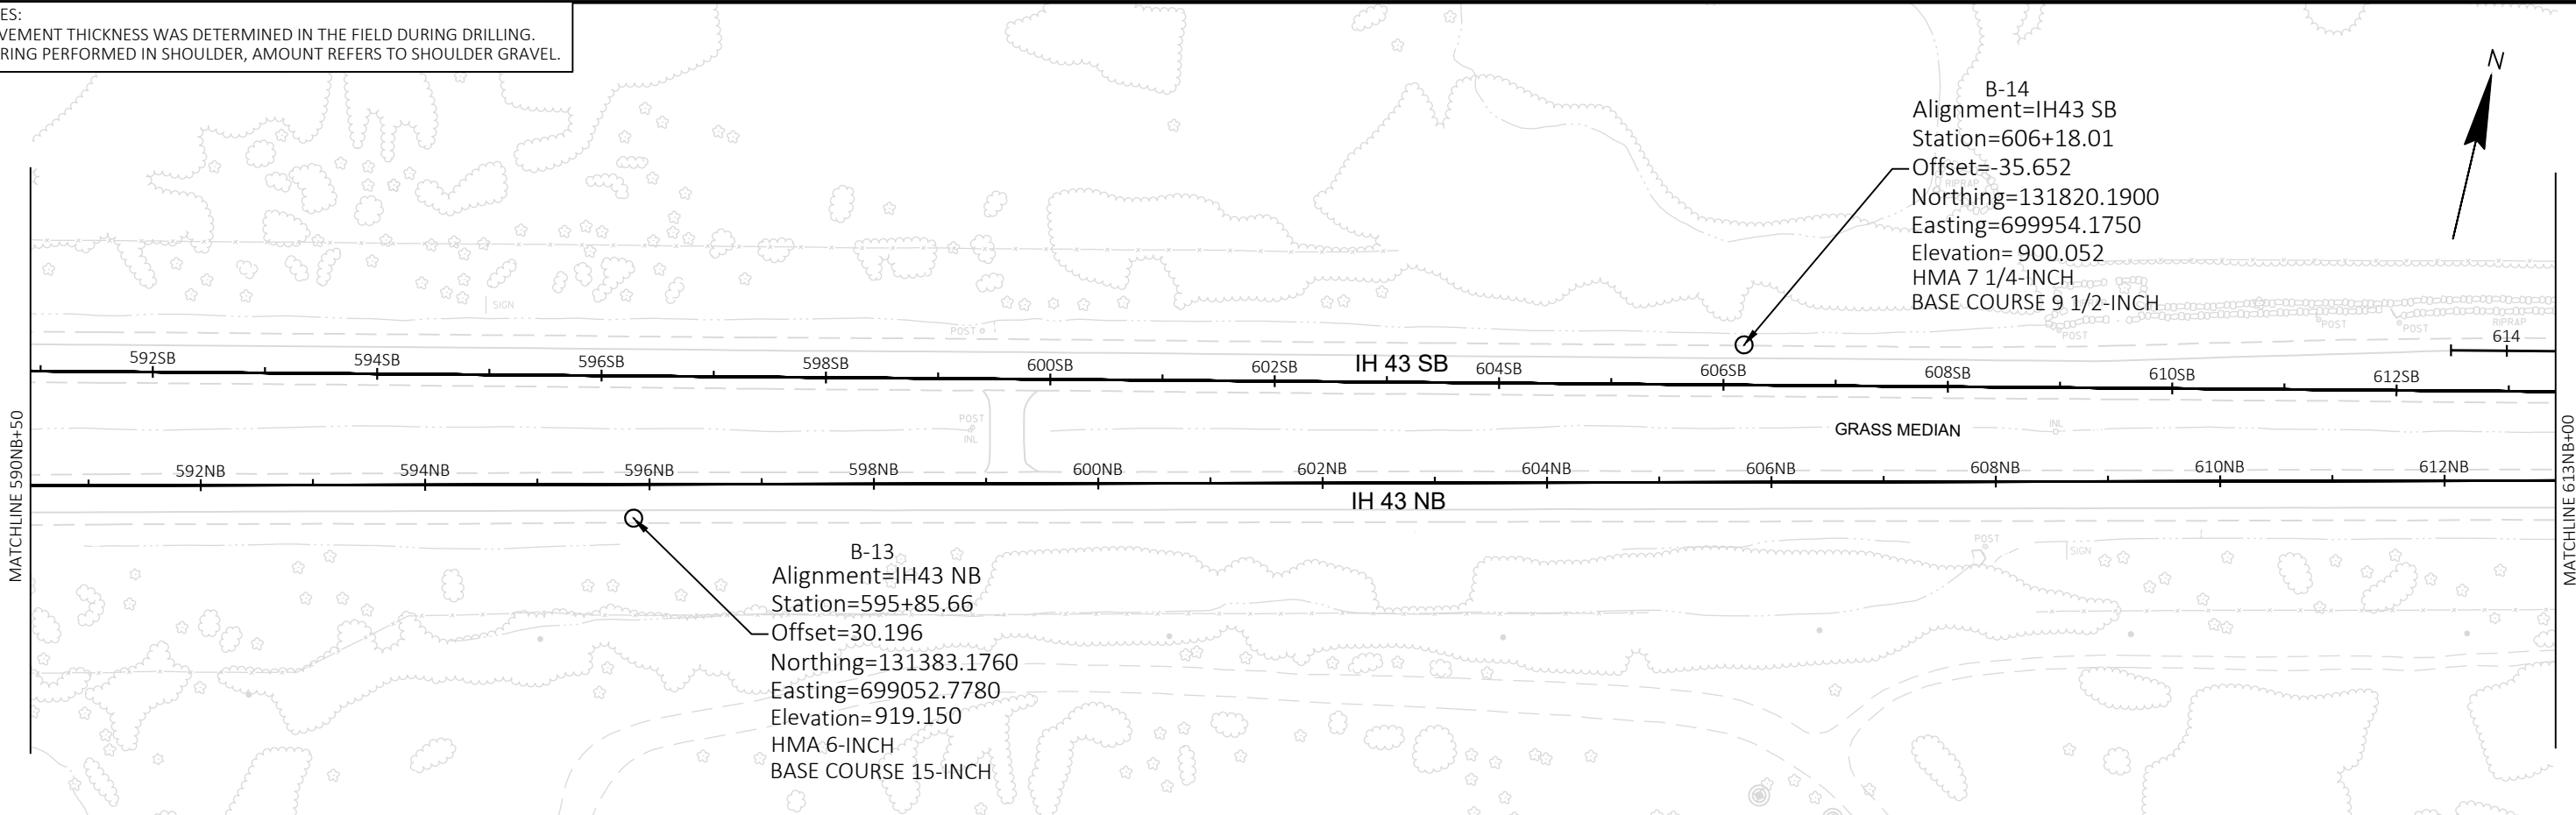 ES:
VEMENT THICKNESS WAS DETERMINED IN THE FIELD DURING DRILLING.
RING PERFORMED IN SHOULDER, AMOUNT REFERS TO SHOULDER GRAVEL.
N
B-14
Alignment=IH43 SB
Station=606+18.01
Offset=-35.652
Northing=131820.1900
Easting=699954.1750
Elevation= 900.052
HMA 7 1/4-INCH
BASE COURSE 9 1/2-INCH
RIPRAP
SIGN
POST
POST
POST
POST
RIPRAP
614
592SB
594SB
596SB
598SB
600SB
602SB
IH 43 SB
604SB
606SB
608SB
610SB
612SB
MATCHLINE 590NB+50
POST
INL
GRASS MEDIAN
INL
MATCHLINE 613NB+00
592NB
594NB
596NB
598NB
600NB
602NB
604NB
606NB
608NB
610NB
612NB
IH 43 NB
POST
SIGN
B-13
Alignment=IH43 NB
Station=595+85.66
Offset=30.196
Northing=131383.1760
Easting=699052.7780
Elevation= 919.150
HMA 6-INCH
BASE COURSE 15-INCH